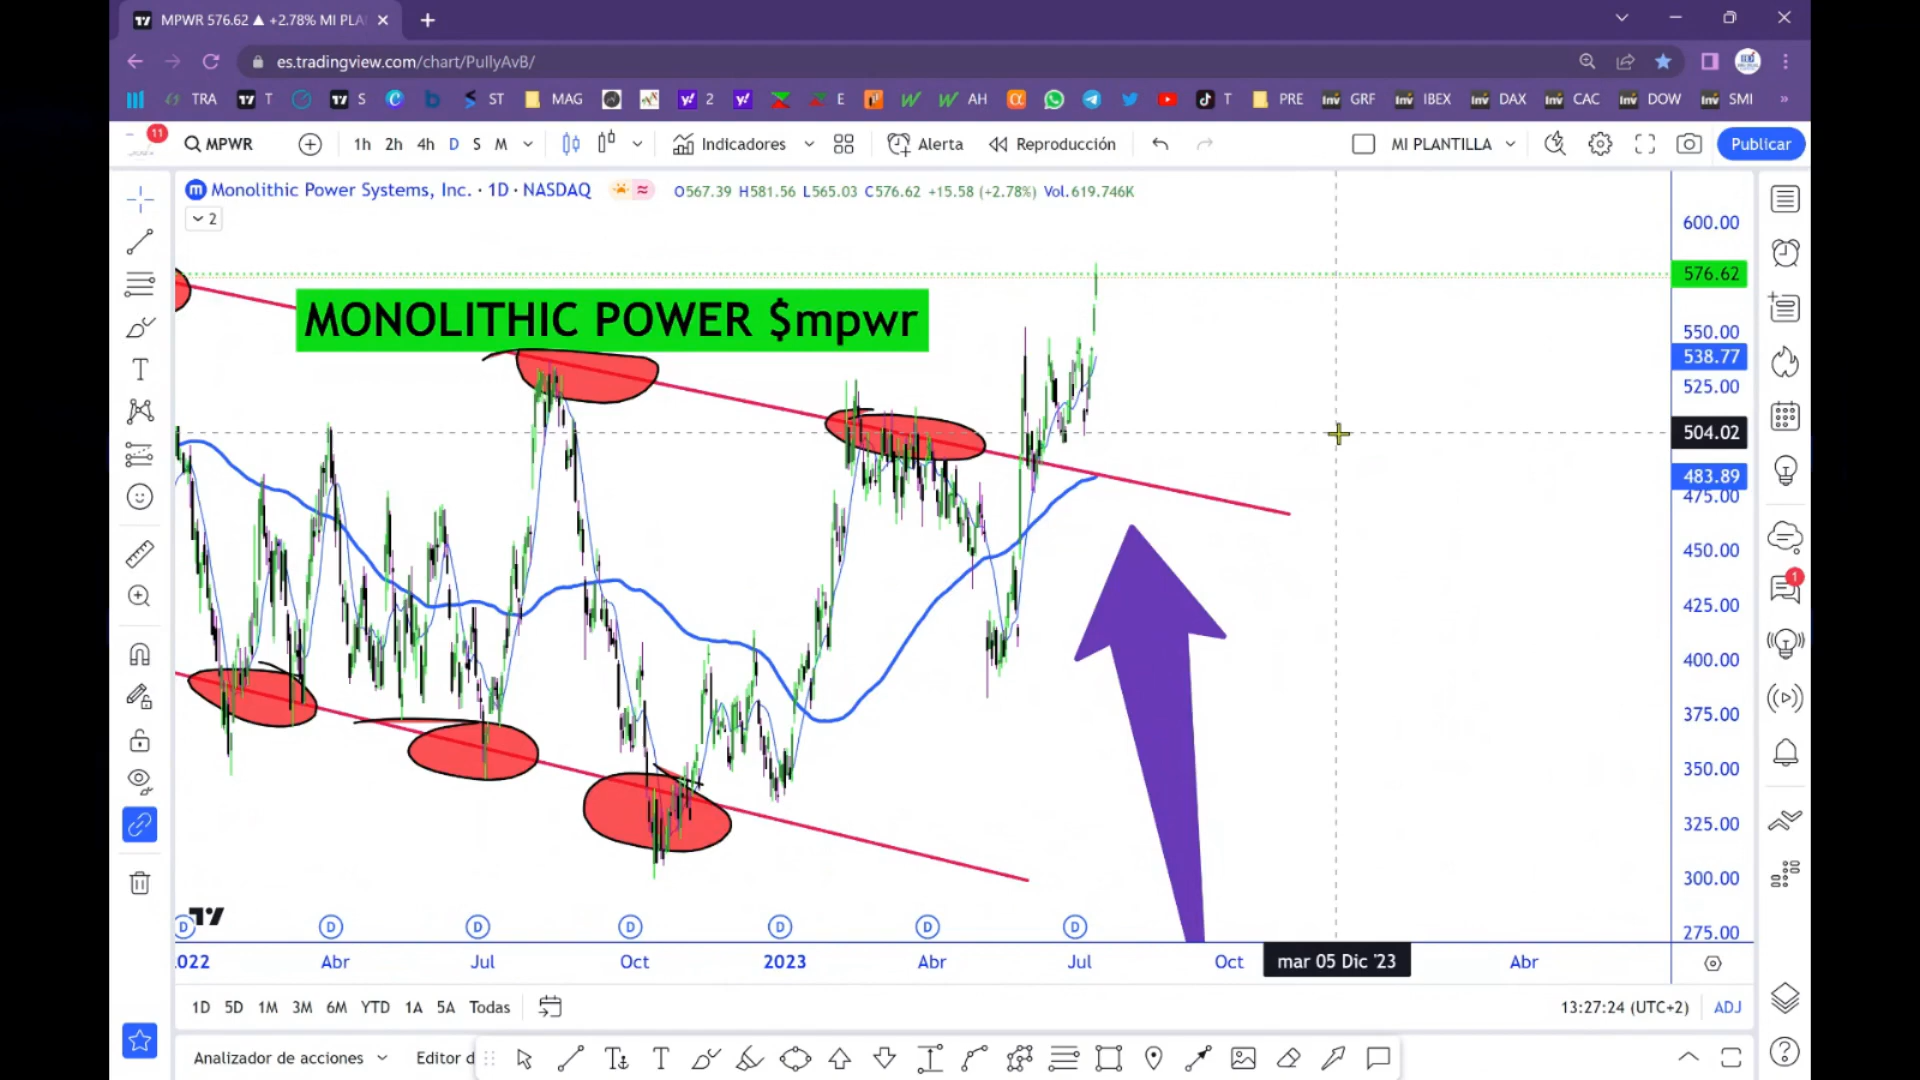 MPWR 576.62 ▲ +2.78% MI PLA
es.tradingview.com/chart/PullyAvB/
TRA T S ST MAG 2 E AH T PRE GRF IBEX DAX CAC DOW SMI »
11
MPWR 1h 2h 4h D S M Indicadores Alerta Reproducción MI PLANTILLA Publicar
Monolithic Power Systems, Inc. · 1D · NASDAQ O567.39 H581.56 L565.03 C576.62 +15.58 (+2.78%) Vol.619.746K
2
600.00
576.62
MONOLITHIC POWER $mpwr
550.00
538.77
525.00
504.02
483.89
475.00
450.00
1
425.00
400.00
375.00
350.00
325.00
300.00
D D D D D D D
275.00
2022 Abr Jul Oct 2023 Abr Jul Oct mar 05 Dic '23 Abr
1D 5D 1M 3M 6M YTD 1A 5A Todas 13:27:24 (UTC+2) ADJ
Analizador de acciones Editor d